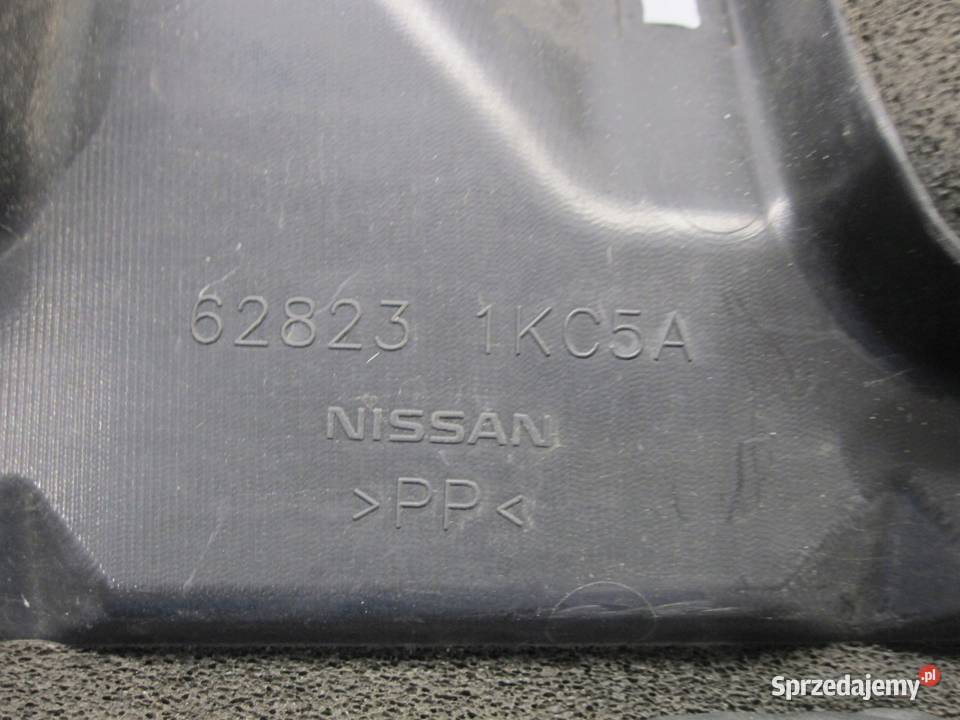 62823 1KC5A
NISSAN
>PP<
Sprzedajemy.pl